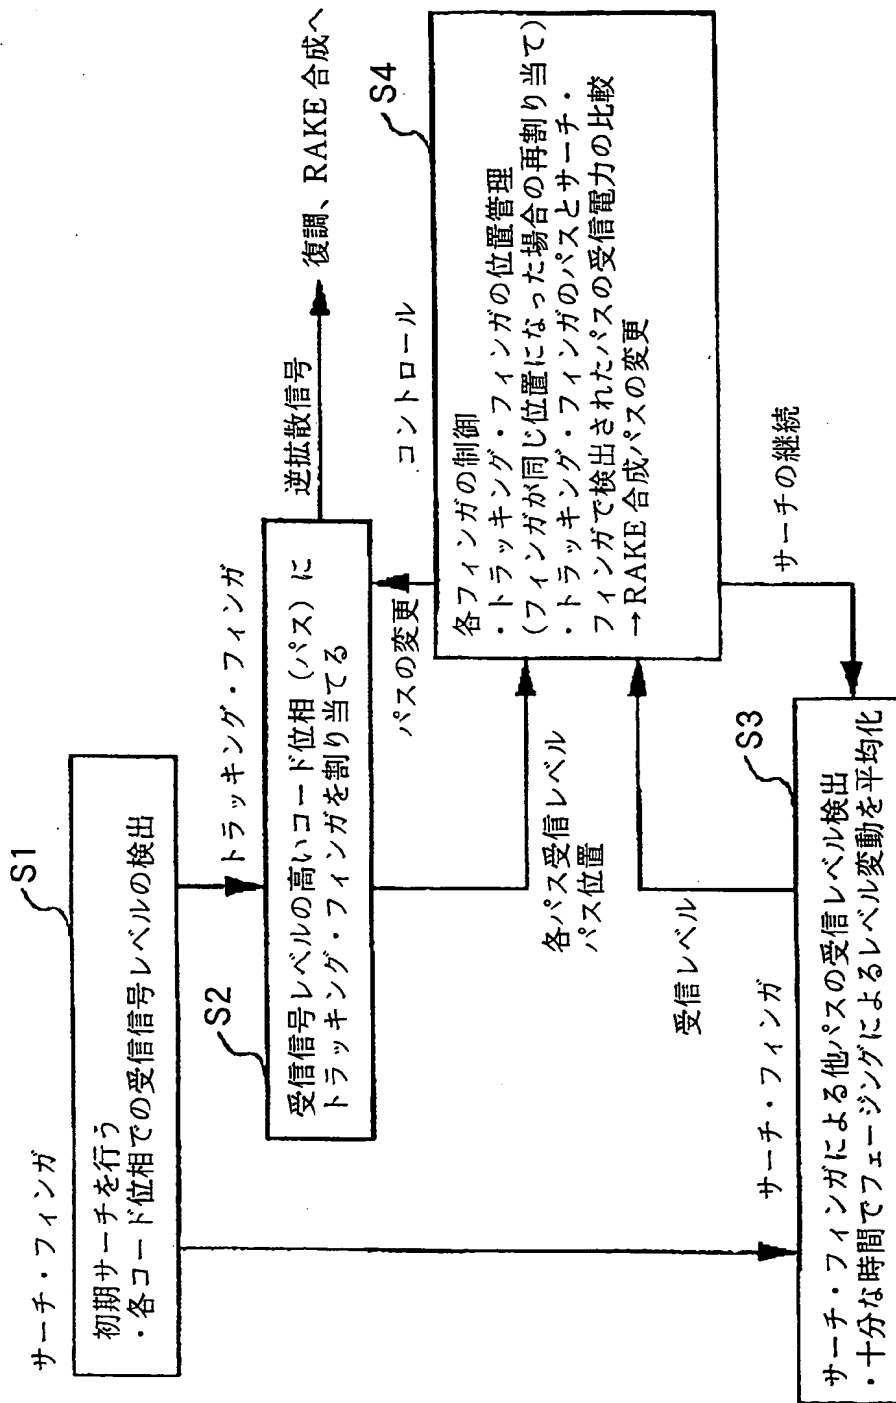 サーチ・フィンガ
S1
初期サーチを行う
・各コード位相での受信信号レベルの検出
トラッキング・フィンガ
S2
受信信号レベルの高いコード位相（パス）に
トラッキング・フィンガを割り当てる
逆拡散信号
復調、RAKE合成へ
パスの変更
コントロール
S4
各フィンガの制御
・トラッキング・フィンガの位置管理
（フィンガが同じ位置になった場合の再割り当て）
・トラッキング・フィンガのパスとサーチ・
フィンガで検出されたパスの受信電力の比較
→RAKE合成パスの変更
各パス受信レベル
パス位置
受信レベル
サーチの継続
サーチ・フィンガ
S3
サーチ・フィンガによる他パスの受信レベル検出
・十分な時間でフェージングによるレベル変動を平均化